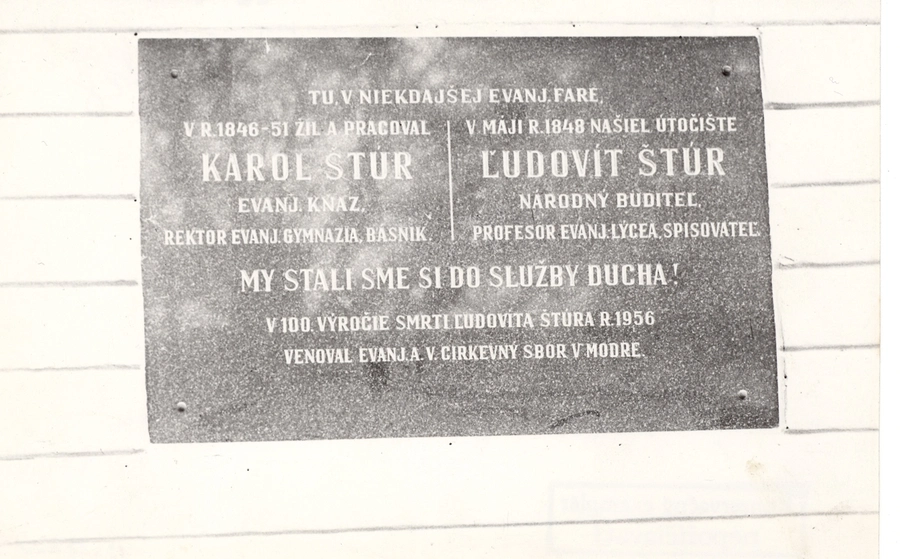 TU, V NIEKDAJŠEJ EVANJ. FARE,
V R. 1846-51 ŽIL A PRACOVAL
KAROL ŠTÚR
EVANJ. KŇAZ,
REKTOR EVANJ. GYMNÁZIA, BÁSNIK.
V MÁJI R. 1848 NAŠIEL ÚTOČIŠTE
ĽUDOVÍT ŠTÚR
NÁRODNÝ BUDITEĽ,
PROFESOR EVANJ. LÝCEA, SPISOVATEĽ.
MY STALI SME SI DO SLUŽBY DUCHA!
V 100. VÝROČIE SMRTI ĽUDOVÍTA ŠTÚRA R. 1956
VENOVAL EVANJ. A. V. CIRKEVNÝ SBOR V MODRE.